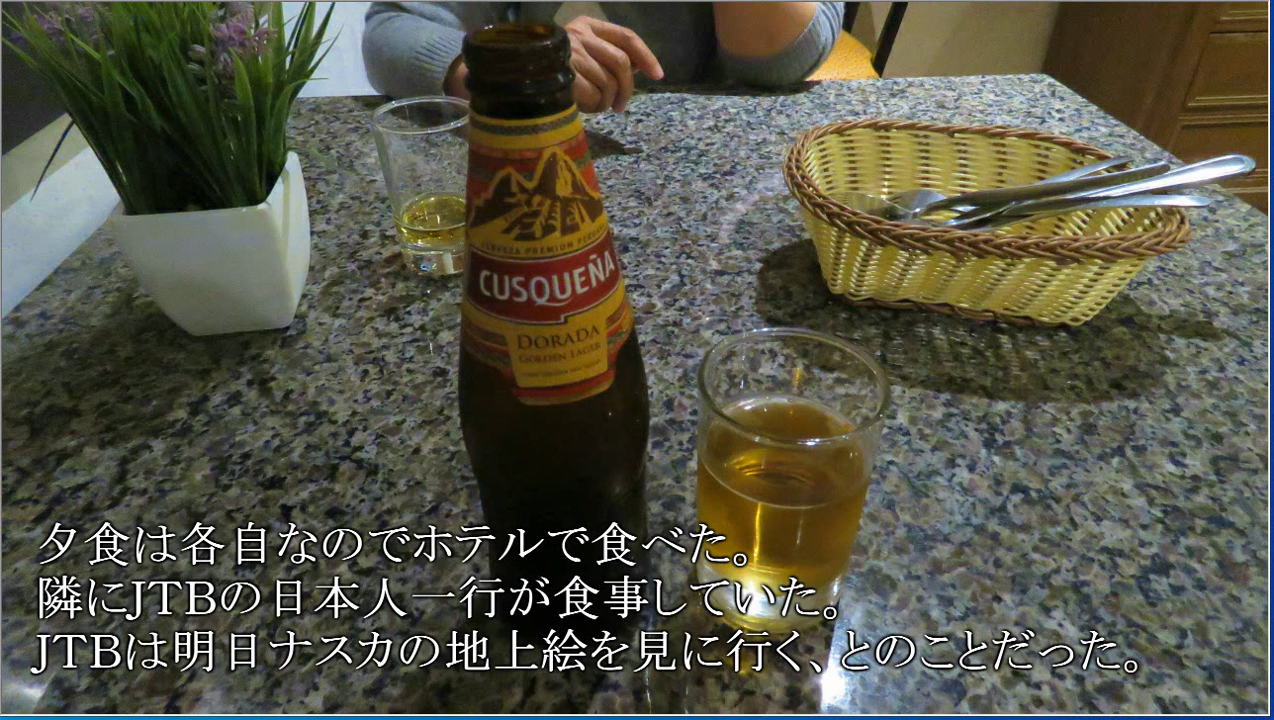 CERVEZA PREMIUM PERUANA
CUSQUEÑA
DORADA
GOLDEN LAGER
夕食は各自なのでホテルで食べた。
隣にJTBの日本人一行が食事していた。
JTBは明日ナスカの地上絵を見に行く、とのことだった。